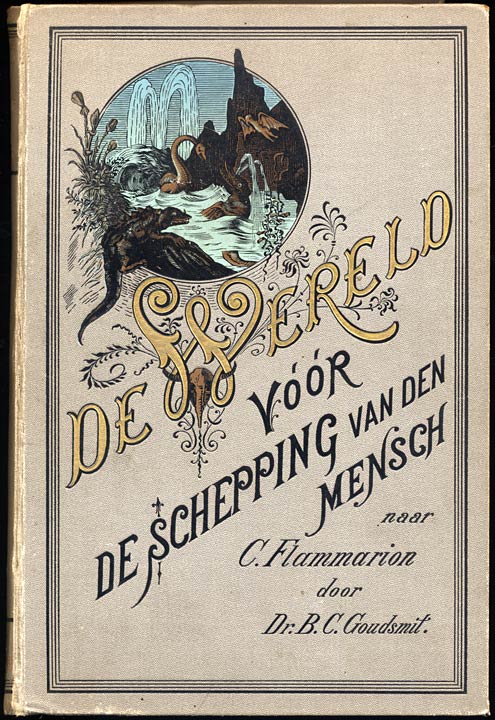 DE WERELD
VÓÓR
DE SCHEPPING VAN DEN
MENSCH
naar
C. Flammarion
door
Dr. B. C. Goudsmit.